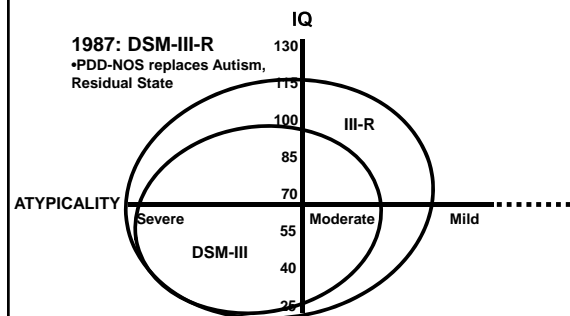 IQ
1987: DSM-III-R
•PDD-NOS replaces Autism,
Residual State
130
115
100
III-R
85
70
ATYPICALITY
Severe
Moderate
Mild
55
DSM-III
40
25